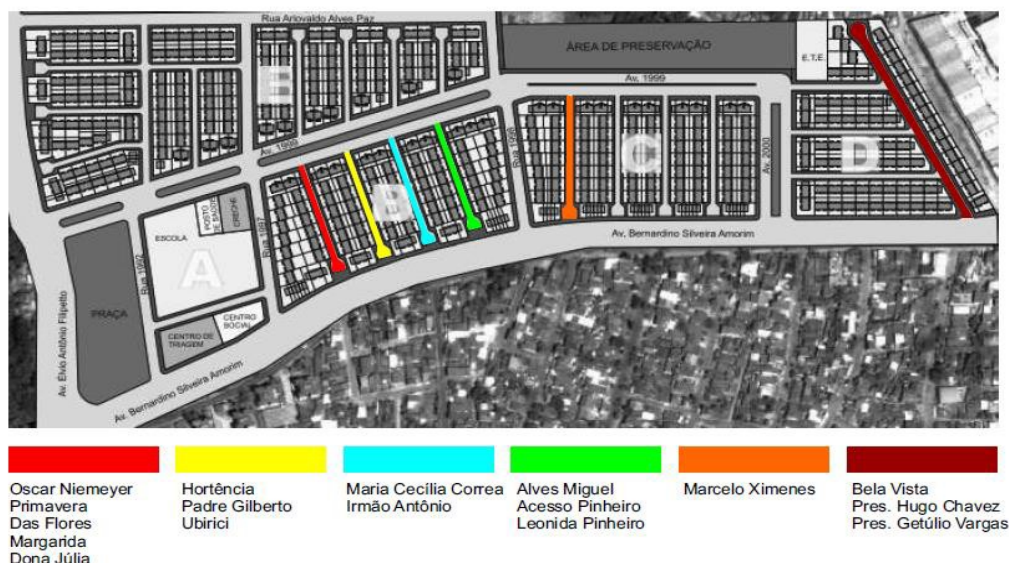 Rua Ariovaldo Alves Paz
ÁREA DE PRESERVAÇÃO
E.T.E.
Av. 1999
E
Av. 1999
Rua 1998
C
Av. 2000
D
B
POSTO
DE SAÚDE
CRECHE
ESCOLA
Rua 1997
A
Rua 1992
Av, Bernardino Silveira Amorim
PRAÇA
CENTRO
SOCIAL
CENTRO DE
TRIAGEM
Av. Élvio Antônio Filipetto
Av. Bernardino Silveira Amorim
Oscar Niemeyer
Primavera
Das Flores
Margarida
Dona Júlia
Hortência
Padre Gilberto
Ubirici
Maria Cecília Correa
Irmão Antônio
Alves Miguel
Acesso Pinheiro
Leonida Pinheiro
Marcelo Ximenes
Bela Vista
Pres. Hugo Chavez
Pres. Getúlio Vargas